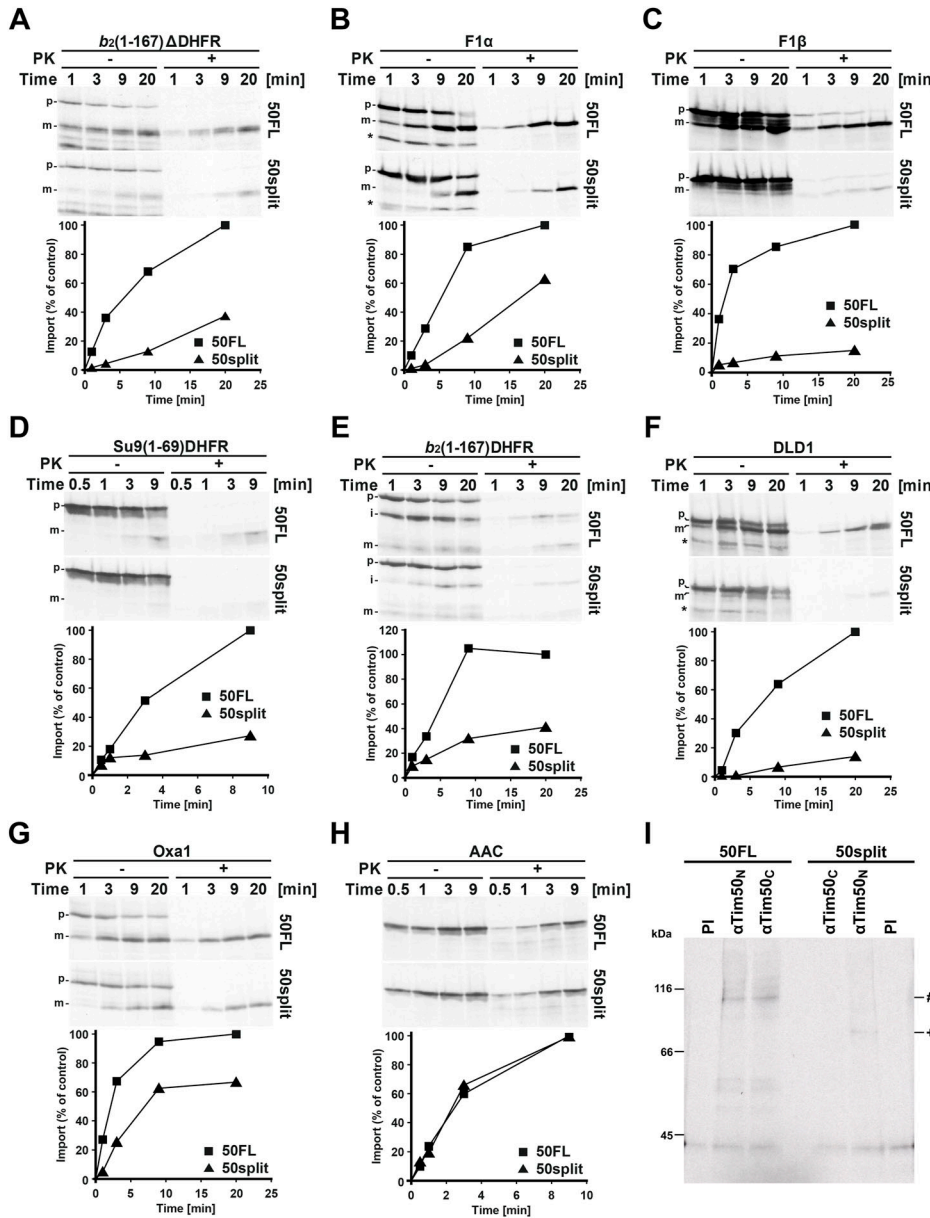 A
b2(1-167)ΔDHFR
PK - +
Time 1 3 9 20 1 3 9 20 [min]
p-
m-
50FL
p-
m-
50split
Import (% of control)
100
80
60
40
20
0
50FL
50split
0 5 10 15 20 25
Time [min]
B
F1α
PK - +
Time 1 3 9 20 1 3 9 20 [min]
p-
m-
*
50FL
p-
m-
*
50split
Import (% of control)
100
80
60
40
20
0
50FL
50split
0 5 10 15 20 25
Time [min]
C
F1β
PK - +
Time 1 3 9 20 1 3 9 20 [min]
p-
m-
50FL
p-
m-
50split
Import (% of control)
100
80
60
40
20
0
50FL
50split
0 5 10 15 20 25
Time [min]
D
Su9(1-69)DHFR
PK - +
Time 0.5 1 3 9 0.5 1 3 9 [min]
p-
m-
50FL
p-
m-
50split
Import (% of control)
100
80
60
40
20
0
50FL
50split
0 2 4 6 8 10
Time [min]
E
b2(1-167)DHFR
PK - +
Time 1 3 9 20 1 3 9 20 [min]
p-
i-
m-
50FL
p-
i-
m-
50split
Import (% of control)
120
100
80
60
40
20
0
50FL
50split
0 5 10 15 20 25
Time [min]
F
DLD1
PK - +
Time 1 3 9 20 1 3 9 20 [min]
p-
m-
*
50FL
p-
m-
*
50split
Import (% of control)
100
80
60
40
20
0
50FL
50split
0 5 10 15 20 25
Time [min]
G
Oxa1
PK - +
Time 1 3 9 20 1 3 9 20 [min]
p-
m-
50FL
p-
m-
50split
Import (% of control)
100
80
60
40
20
0
50FL
50split
0 5 10 15 20 25
Time [min]
H
AAC
PK - +
Time 0.5 1 3 9 0.5 1 3 9 [min]
50FL
50split
Import (% of control)
100
80
60
40
20
0
50FL
50split
0 2 4 6 8 10
Time [min]
I
50FL 50split
PI αTim50N αTim50C αTim50C αTim50N PI
kDa
116
66
45
#
+